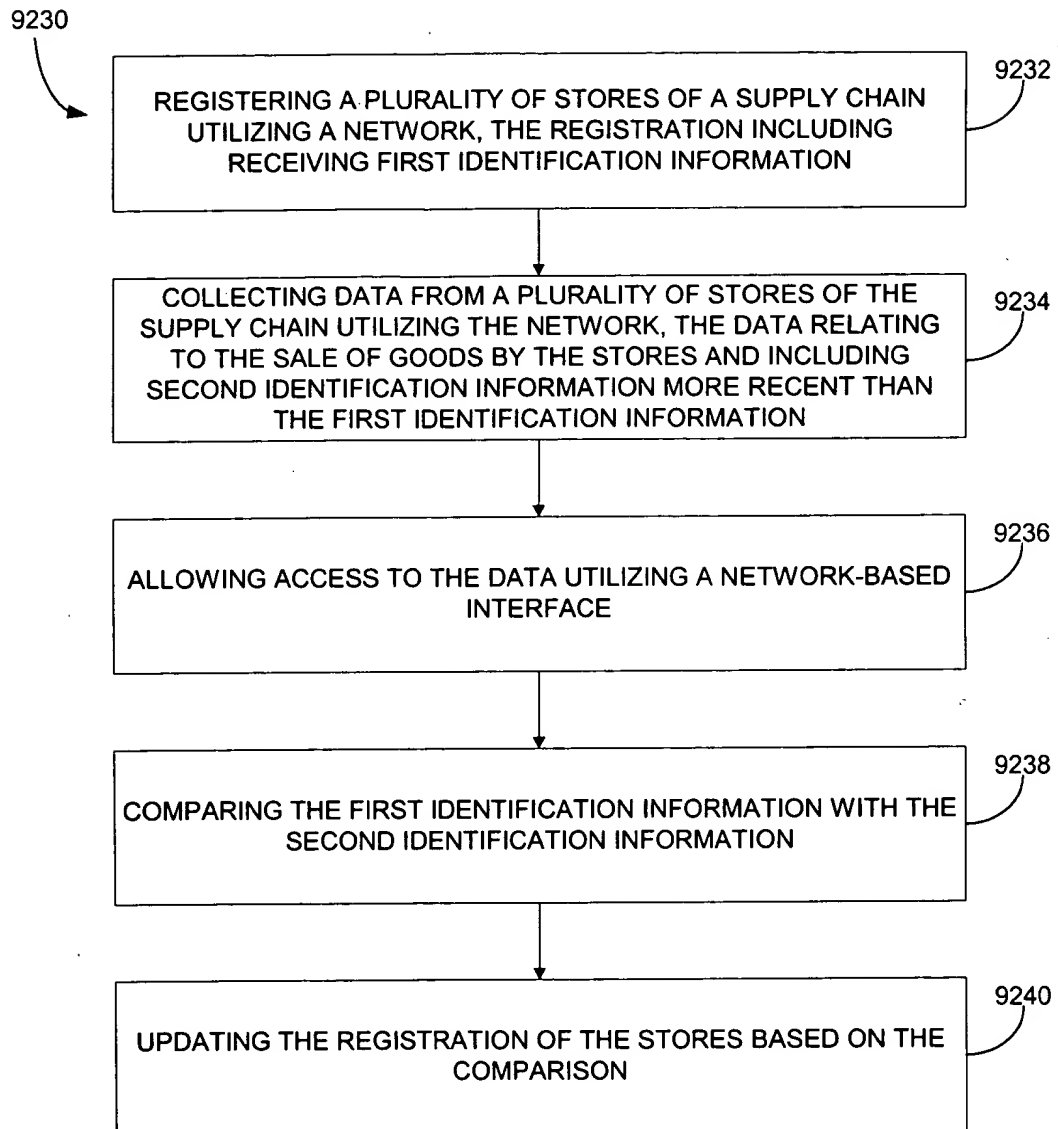 9230
9232
REGISTERING A PLURALITY OF STORES OF A SUPPLY CHAIN
UTILIZING A NETWORK, THE REGISTRATION INCLUDING
RECEIVING FIRST IDENTIFICATION INFORMATION
9234
COLLECTING DATA FROM A PLURALITY OF STORES OF THE
SUPPLY CHAIN UTILIZING THE NETWORK, THE DATA RELATING
TO THE SALE OF GOODS BY THE STORES AND INCLUDING
SECOND IDENTIFICATION INFORMATION MORE RECENT THAN
THE FIRST IDENTIFICATION INFORMATION
9236
ALLOWING ACCESS TO THE DATA UTILIZING A NETWORK-BASED
INTERFACE
9238
COMPARING THE FIRST IDENTIFICATION INFORMATION WITH THE
SECOND IDENTIFICATION INFORMATION
9240
UPDATING THE REGISTRATION OF THE STORES BASED ON THE
COMPARISON